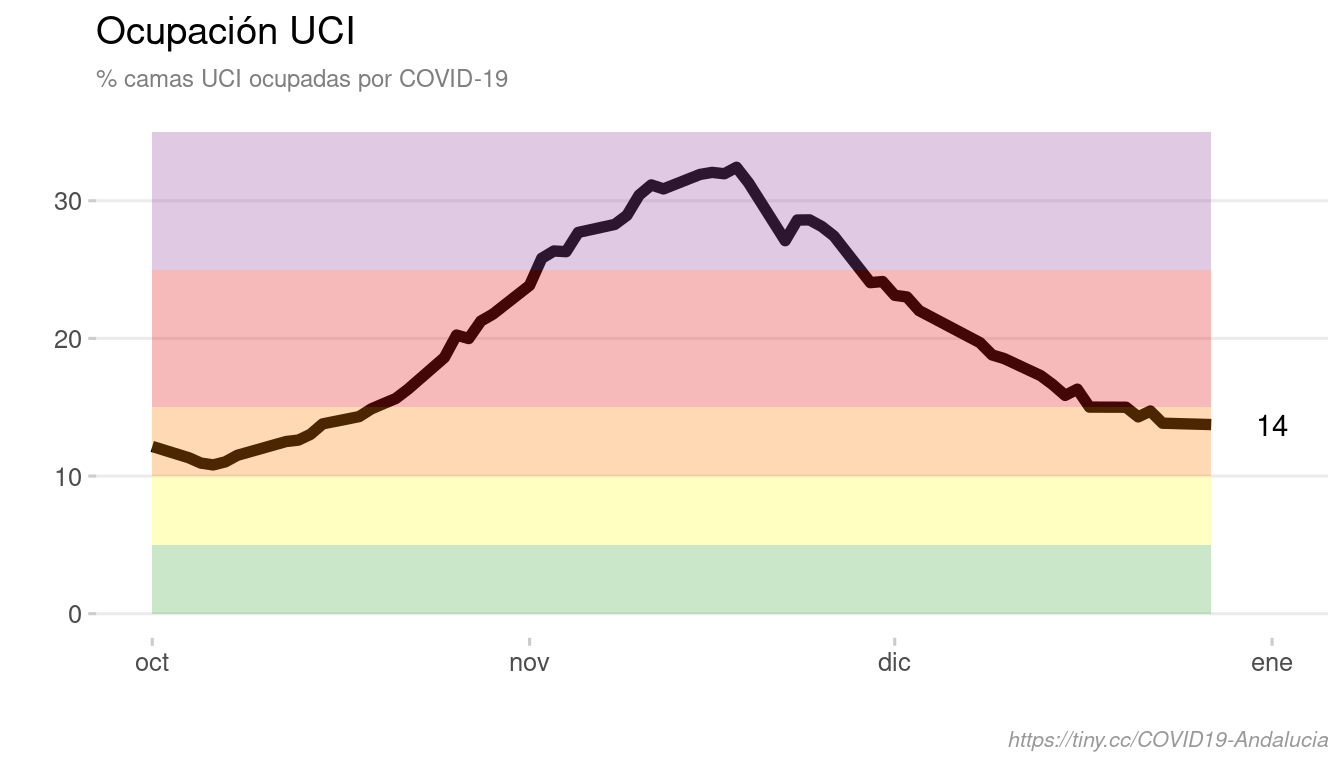 Ocupación UCI
% camas UCI ocupadas por COVID-19
30
20
10
0
14
oct nov dic ene
https://tiny.cc/COVID19-Andalucia